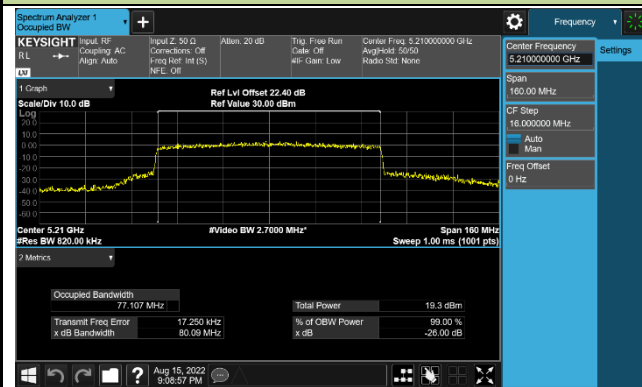 Spectrum Analyzer 1
Occupied BW
+
Frequency
KEYSIGHT
RL
LXI
Input: RF
Coupling: AC
Align: Auto
Input Z: 50 Ω
Corrections: Off
Freq Ref: Int (S)
NFE: Off
Atten: 20 dB
Trig: Free Run
Gate: Off
#IF Gain: Low
Center Freq: 5.210000000 GHz
Avg|Hold: 50/50
Radio Std: None
Center Frequency
5.210000000 GHz
Settings
Span
160.00 MHz
CF Step
16.000000 MHz
Auto
Man
Freq Offset
0 Hz
1 Graph
Scale/Div 10.0 dB
Ref Lvl Offset 22.40 dB
Ref Value 30.00 dBm
Log
20.0
10.0
0.00
-10.0
-20.0
-30.0
-40.0
-50.0
-60.0
Center 5.21 GHz
#Res BW 820.00 kHz
#Video BW 2.7000 MHz*
Span 160 MHz
Sweep 1.00 ms (1001 pts)
2 Metrics
Occupied Bandwidth
77.107 MHz
Total Power 19.3 dBm
Transmit Freq Error 17.250 kHz
% of OBW Power 99.00 %
x dB Bandwidth 80.09 MHz
x dB -26.00 dB
?
Aug 15, 2022
9:08:57 PM